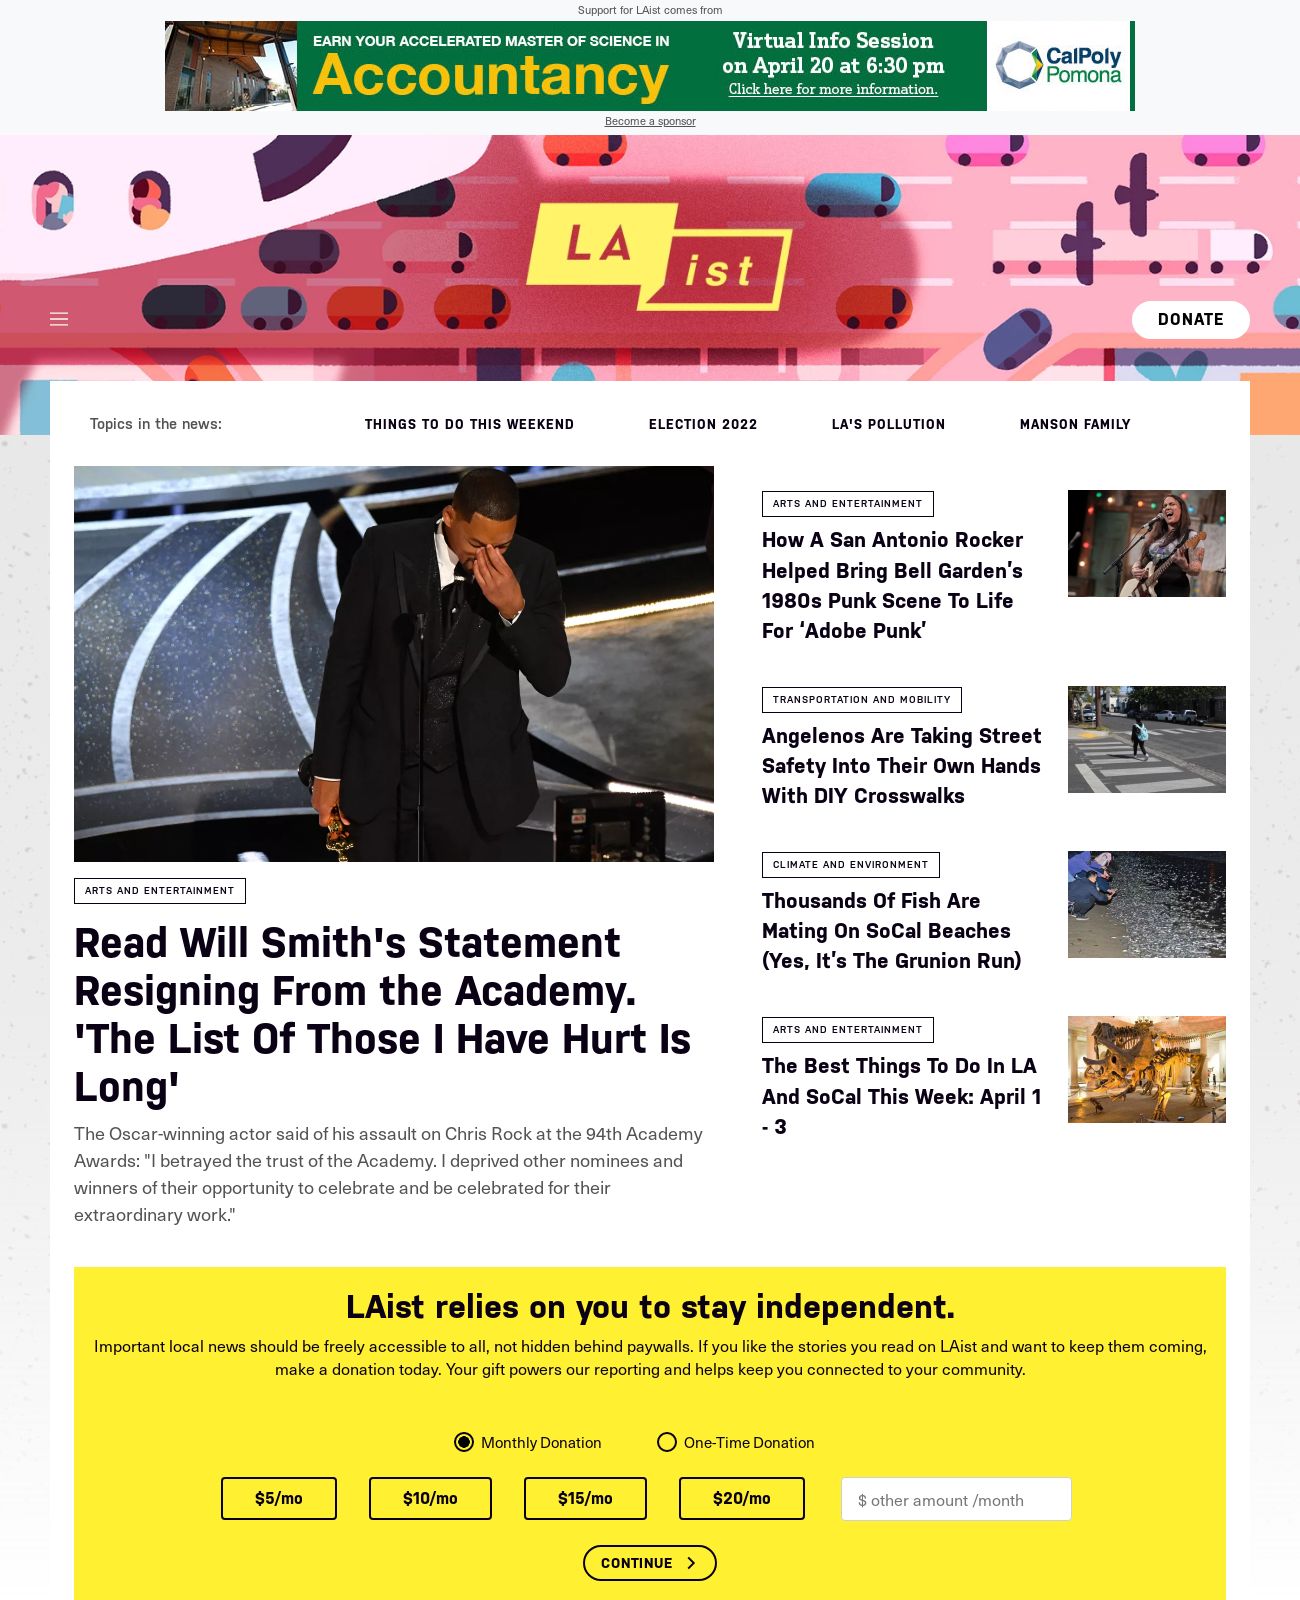 Support for LAist comes from
EARN YOUR ACCELERATED MASTER OF SCIENCE IN
Accountancy
Virtual Info Session
on April 20 at 6:30 pm
Click here for more information.
CalPoly
Pomona
Become a sponsor
LA
ist
DONATE
Topics in the news:
THINGS TO DO THIS WEEKEND
ELECTION 2022
LA'S POLLUTION
MANSON FAMILY
ARTS AND ENTERTAINMENT
Read Will Smith's Statement
Resigning From the Academy.
'The List Of Those I Have Hurt Is
Long'
The Oscar-winning actor said of his assault on Chris Rock at the 94th Academy
Awards: "I betrayed the trust of the Academy. I deprived other nominees and
winners of their opportunity to celebrate and be celebrated for their
extraordinary work."
ARTS AND ENTERTAINMENT
How A San Antonio Rocker
Helped Bring Bell Garden’s
1980s Punk Scene To Life
For ‘Adobe Punk’
TRANSPORTATION AND MOBILITY
Angelenos Are Taking Street
Safety Into Their Own Hands
With DIY Crosswalks
CLIMATE AND ENVIRONMENT
Thousands Of Fish Are
Mating On SoCal Beaches
(Yes, It’s The Grunion Run)
ARTS AND ENTERTAINMENT
The Best Things To Do In LA
And SoCal This Week: April 1
- 3
LAist relies on you to stay independent.
Important local news should be freely accessible to all, not hidden behind paywalls. If you like the stories you read on LAist and want to keep them coming,
make a donation today. Your gift powers our reporting and helps keep you connected to your community.
Monthly Donation
One-Time Donation
$5/mo
$10/mo
$15/mo
$20/mo
$ other amount /month
CONTINUE